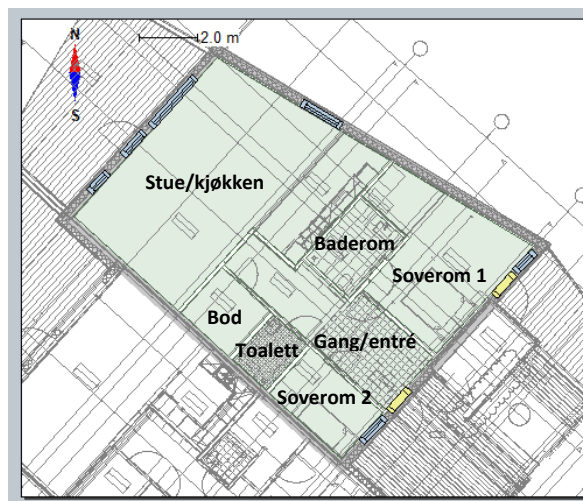 N
2.0 m
S
Stue/kjøkken
Baderom
Soverom 1
Bod
Gang/entré
Toalett
Soverom 2